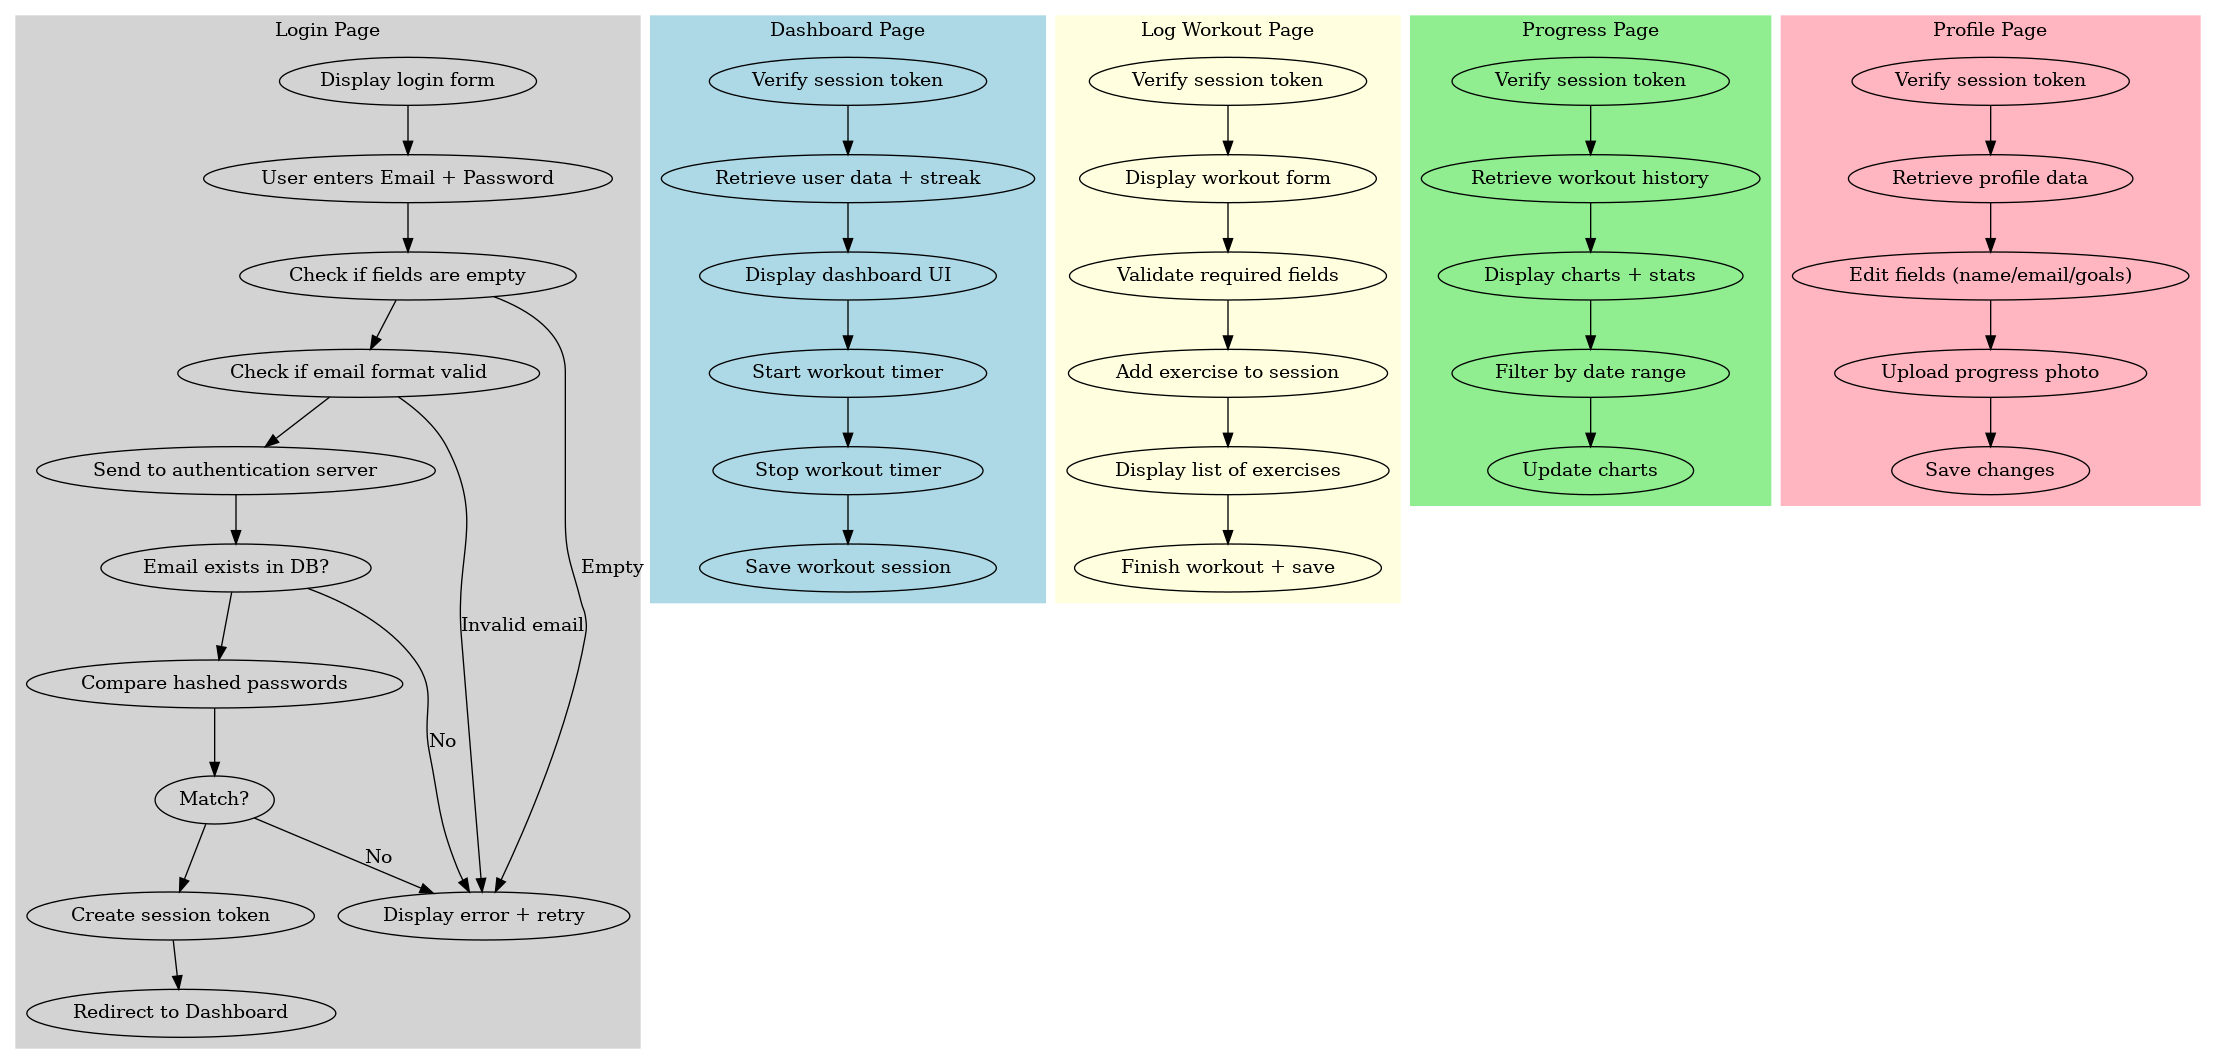 Login Page
Display login form
User enters Email + Password
Check if fields are empty
Check if email format valid
Send to authentication server
Email exists in DB?
Empty
Invalid email
Compare hashed passwords
No
Match?
No
Create session token
Display error + retry
Redirect to Dashboard
Dashboard Page
Verify session token
Retrieve user data + streak
Display dashboard UI
Start workout timer
Stop workout timer
Save workout session
Log Workout Page
Verify session token
Display workout form
Validate required fields
Add exercise to session
Display list of exercises
Finish workout + save
Progress Page
Verify session token
Retrieve workout history
Display charts + stats
Filter by date range
Update charts
Profile Page
Verify session token
Retrieve profile data
Edit fields (name/email/goals)
Upload progress photo
Save changes